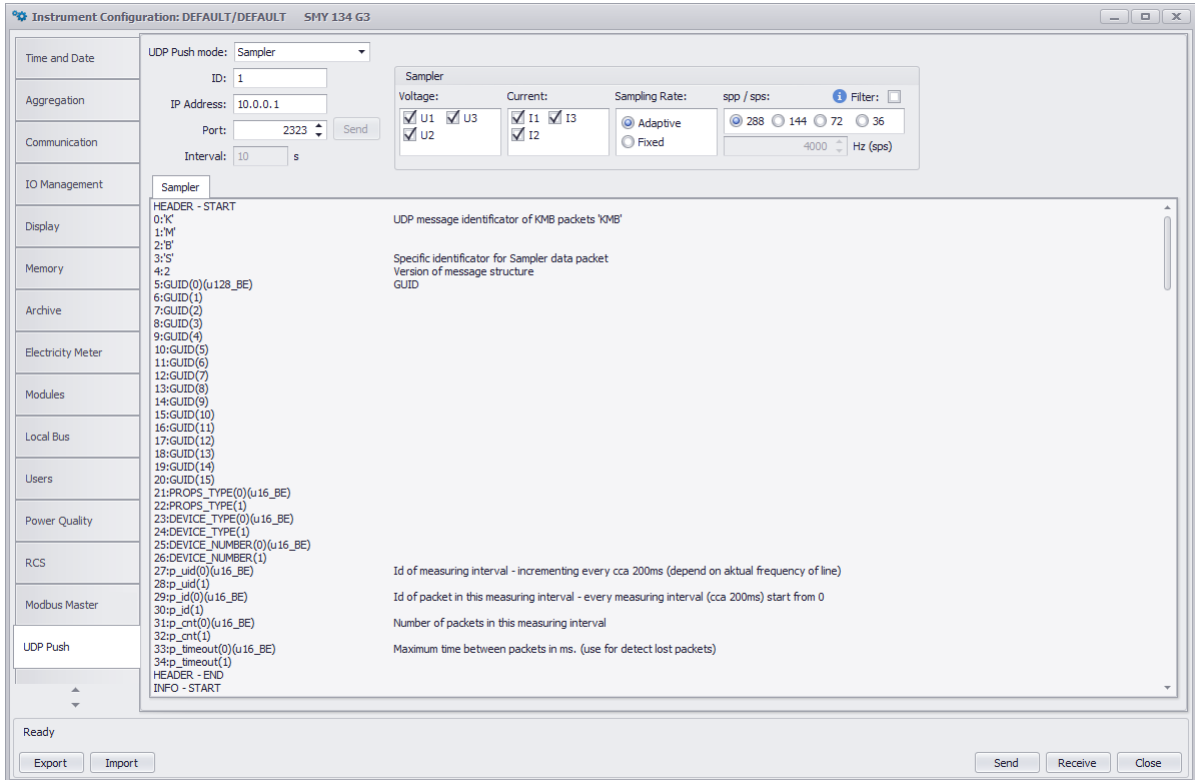 Instrument Configuration: DEFAULT/DEFAULT SMY 134 G3
Time and Date
Aggregation
Communication
IO Management
Display
Memory
Archive
Electricity Meter
Modules
Local Bus
Users
Power Quality
RCS
Modbus Master
UDP Push
UDP Push mode: Sampler
ID: 1
IP Address: 10.0.0.1
Port: 2323 Send
Interval: 10 s
Sampler
Voltage: Current: Sampling Rate: spp / sps: Filter:
U1 U3 I1 I3 Adaptive 288 144 72 36
U2 I2 Fixed 4000 Hz (sps)
Sampler
HEADER - START
0:'K' UDP message identificator of KMB packets 'KMB'
1:'M'
2:'B'
3:'S' Specific identificator for Sampler data packet
4:2 Version of message structure
5:GUID(0)(u128_BE) GUID
6:GUID(1)
7:GUID(2)
8:GUID(3)
9:GUID(4)
10:GUID(5)
11:GUID(6)
12:GUID(7)
13:GUID(8)
14:GUID(9)
15:GUID(10)
16:GUID(11)
17:GUID(12)
18:GUID(13)
19:GUID(14)
20:GUID(15)
21:PROPS_TYPE(0)(u16_BE)
22:PROPS_TYPE(1)
23:DEVICE_TYPE(0)(u16_BE)
24:DEVICE_TYPE(1)
25:DEVICE_NUMBER(0)(u16_BE)
26:DEVICE_NUMBER(1)
27:p_uid(0)(u16_BE) Id of measuring interval - incrementing every cca 200ms (depend on aktual frequency of line)
28:p_uid(1)
29:p_id(0)(u16_BE) Id of packet in this measuring interval - every measuring interval (cca 200ms) start from 0
30:p_id(1)
31:p_cnt(0)(u16_BE) Number of packets in this measuring interval
32:p_cnt(1)
33:p_timeout(0)(u16_BE) Maximum time between packets in ms. (use for detect lost packets)
34:p_timeout(1)
HEADER - END
INFO - START
Ready
Export Import Send Receive Close